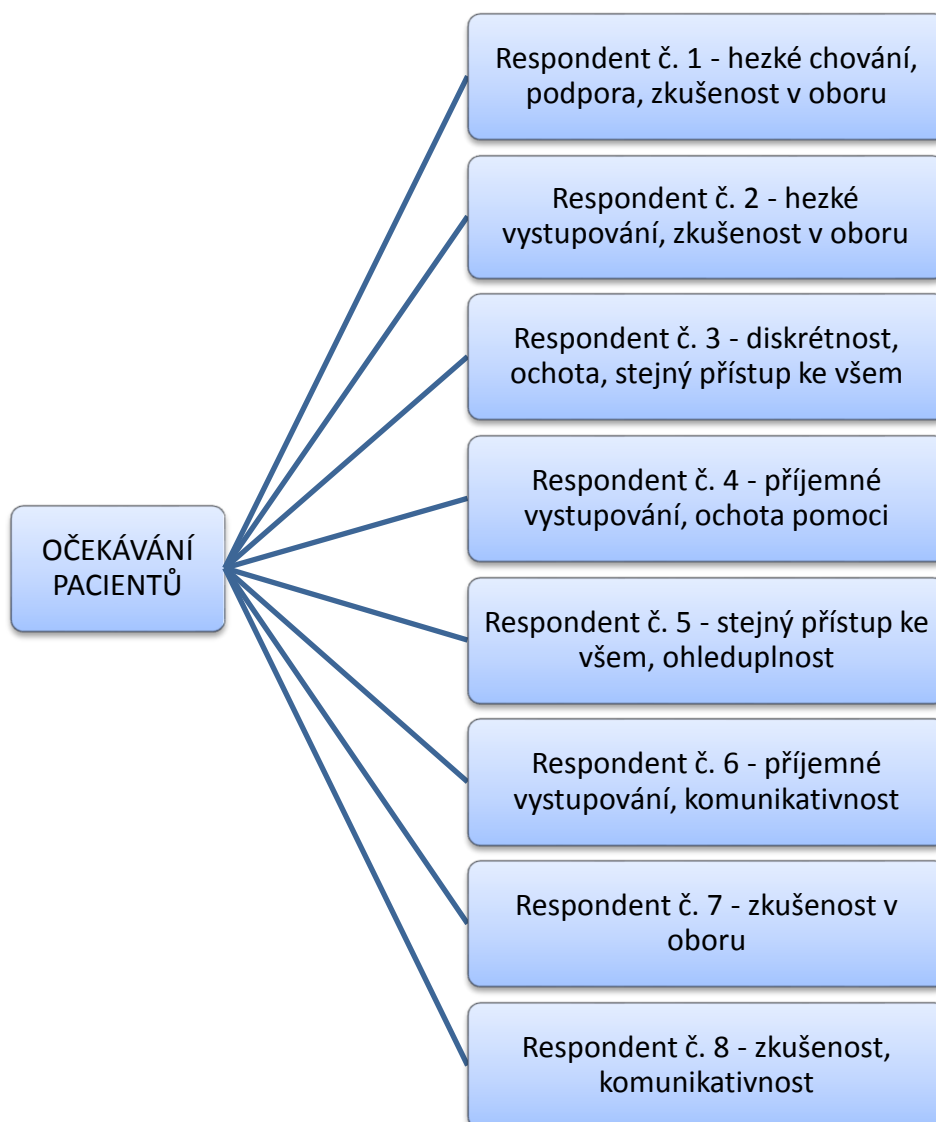 Respondent č. 1 - hezké chování,
podpora, zkušenost v oboru
Respondent č. 2 - hezké
vystupování, zkušenost v oboru
Respondent č. 3 - diskrétnost,
ochota, stejný přístup ke všem
Respondent č. 4 - příjemné
vystupování, ochota pomoci
OČEKÁVÁNÍ
PACIENTŮ
Respondent č. 5 - stejný přístup ke
všem, ohleduplnost
Respondent č. 6 - příjemné
vystupování, komunikativnost
Respondent č. 7 - zkušenost v
oboru
Respondent č. 8 - zkušenost,
komunikativnost